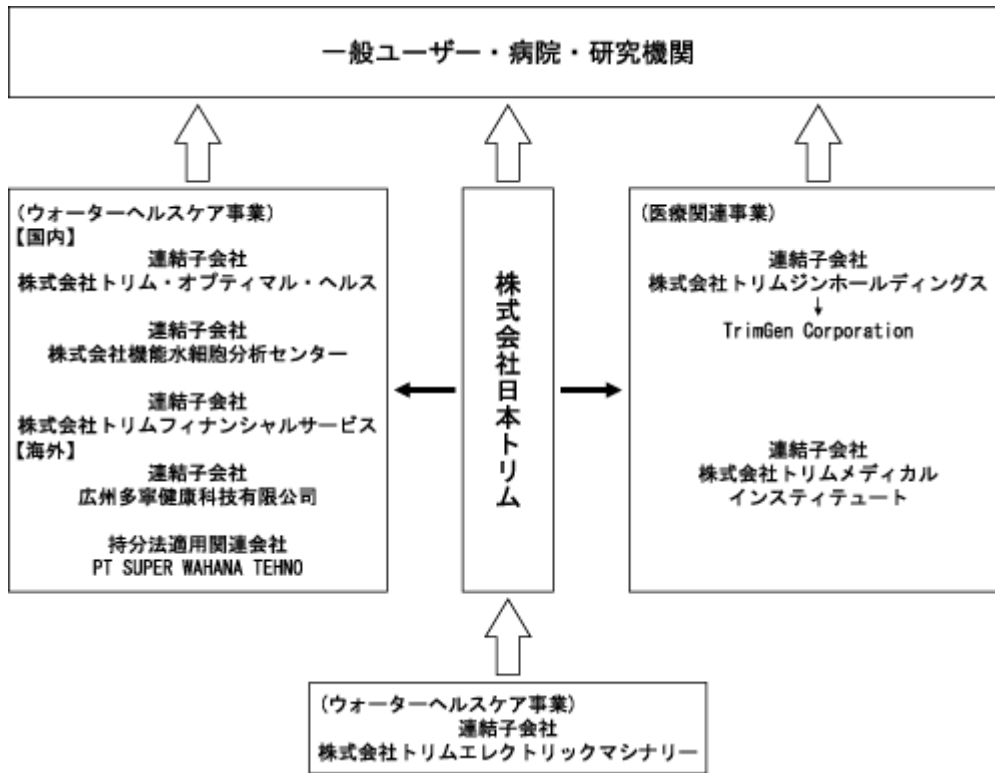 一般ユーザー・病院・研究機関
(ウォーターヘルスケア事業)
【国内】
連結子会社
株式会社トリム・オプティマル・ヘルス
連結子会社
株式会社機能水細胞分析センター
連結子会社
株式会社トリムフィナンシャルサービス
【海外】
連結子会社
広州多寧健康科技有限公司
持分法適用関連会社
PT SUPER WAHANA TEHNO
株式会社日本トリム
(医療関連事業)
連結子会社
株式会社トリムジンホールディングス
↓
TrimGen Corporation
連結子会社
株式会社トリムメディカル
インスティテュート
(ウォーターヘルスケア事業)
連結子会社
株式会社トリムエレクトリックマシナリー